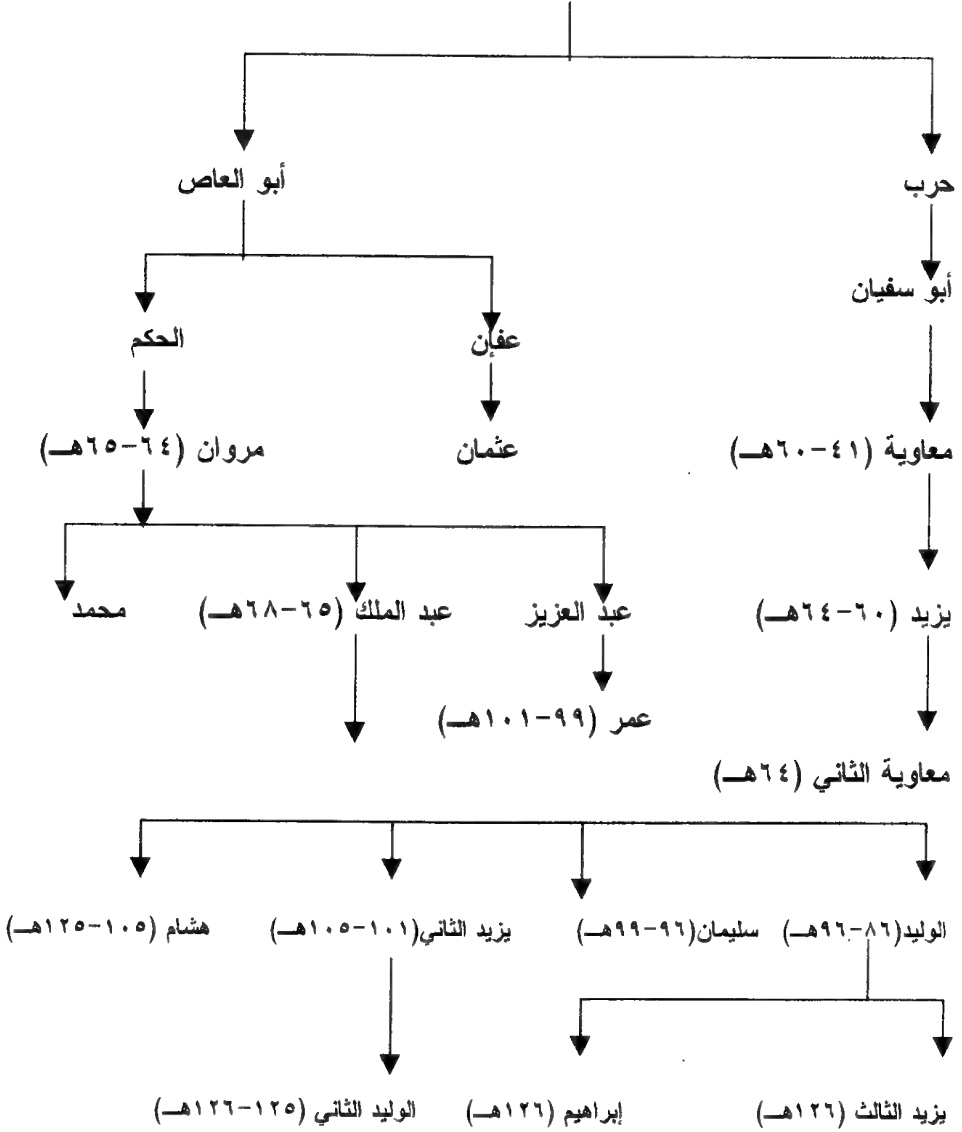 حرب أبو العاص
أبو سفيان
عفان الحكم
معاوية (٤١-٦٠هـ) عثمان مروان (٦٤-٦٥هـ)
يزيد (٦٠-٦٤هـ) عبد العزيز عبد الملك (٦٥-٦٨هـ) محمد
عمر (٩٩-١٠١هـ)
معاوية الثاني (٦٤هـ)
الوليد(٨٦-٩٦هـ) سليمان(٩٦-٩٩هـ) يزيد الثاني(١٠١-١٠٥هـ) هشام (١٠٥-١٢٥هـ)
يزيد الثالث (١٢٦هـ) إبراهيم (١٢٦هـ) الوليد الثاني (١٢٥-١٢٦هـ)